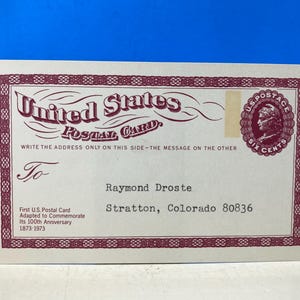 United States
POSTAL CARD.
U.S. POSTAGE
SIX CENTS
WRITE THE ADDRESS ONLY ON THIS SIDE-THE MESSAGE ON THE OTHER
To
Raymond Droste
Stratton, Colorado 80836
First U.S. Postal Card
Adapted to Commemorate
Its 100th Anniversary
1873-1973